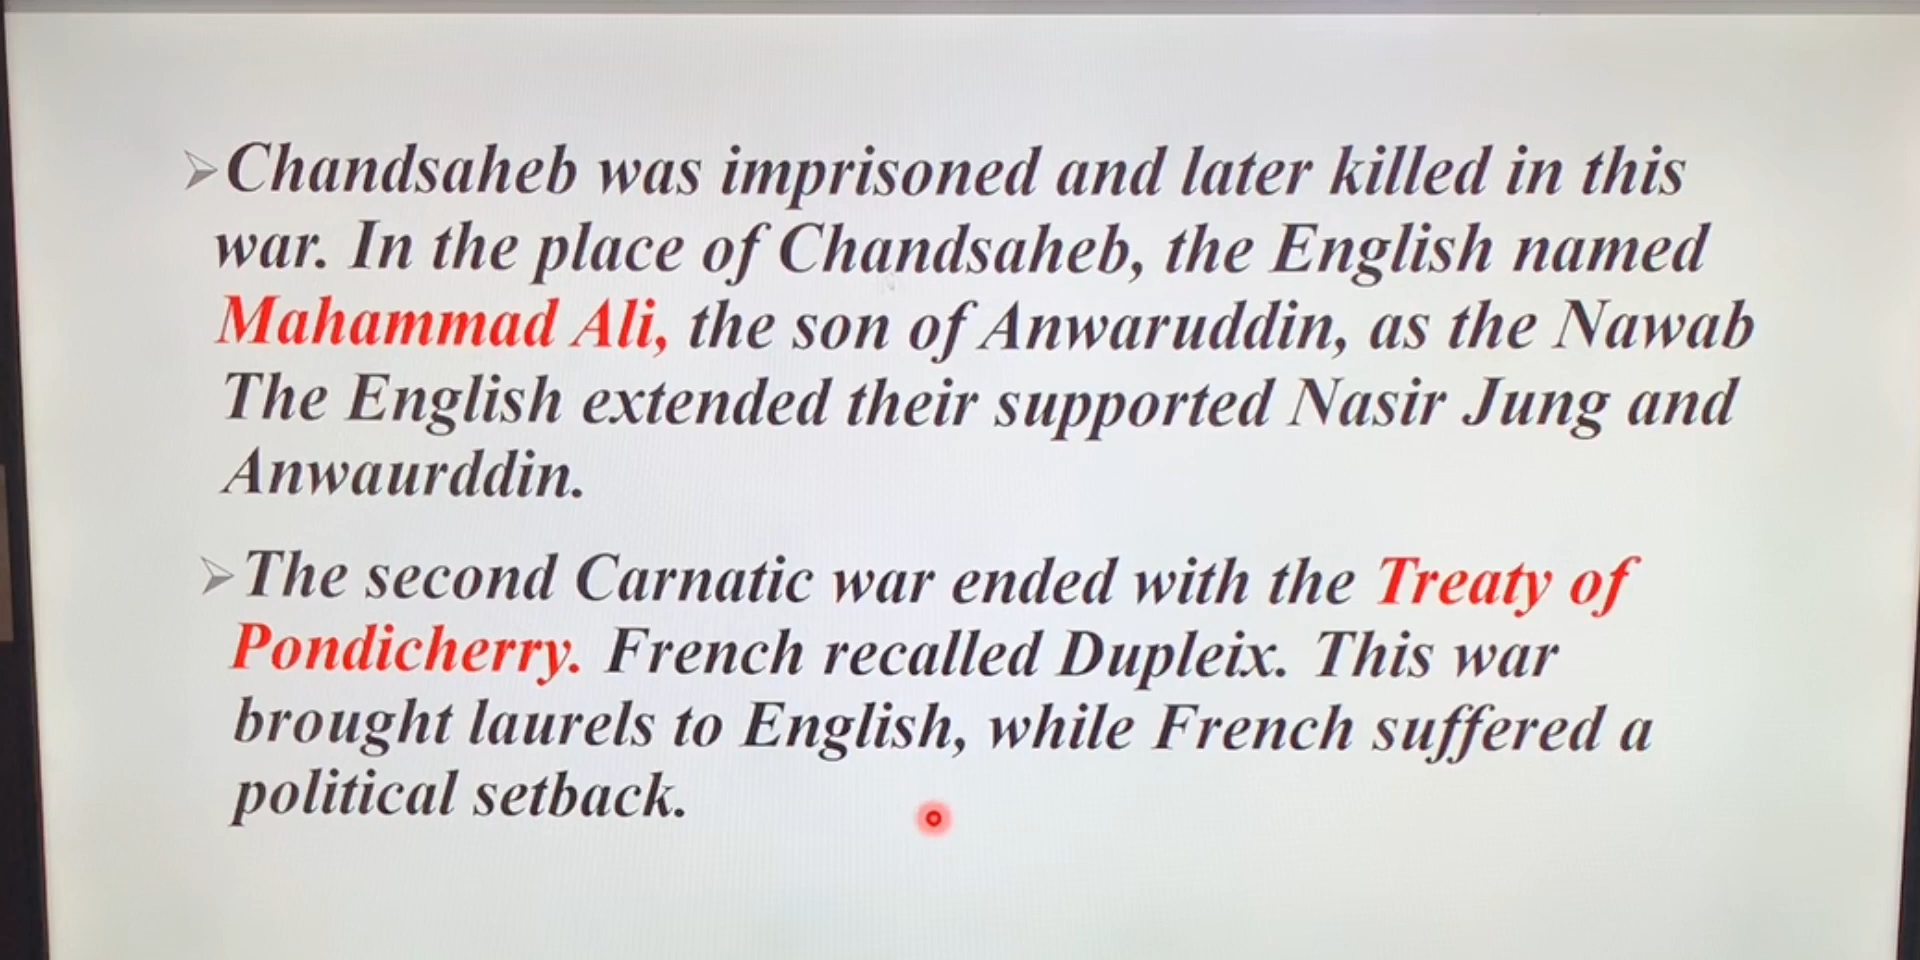 Chandsaheb was imprisoned and later killed in this
war. In the place of Chandsaheb, the English named
Mahammad Ali, the son of Anwaruddin, as the Nawab
The English extended their supported Nasir Jung and
Anwaurddin.
The second Carnatic war ended with the Treaty of
Pondicherry. French recalled Dupleix. This war
brought laurels to English, while French suffered a
political setback.